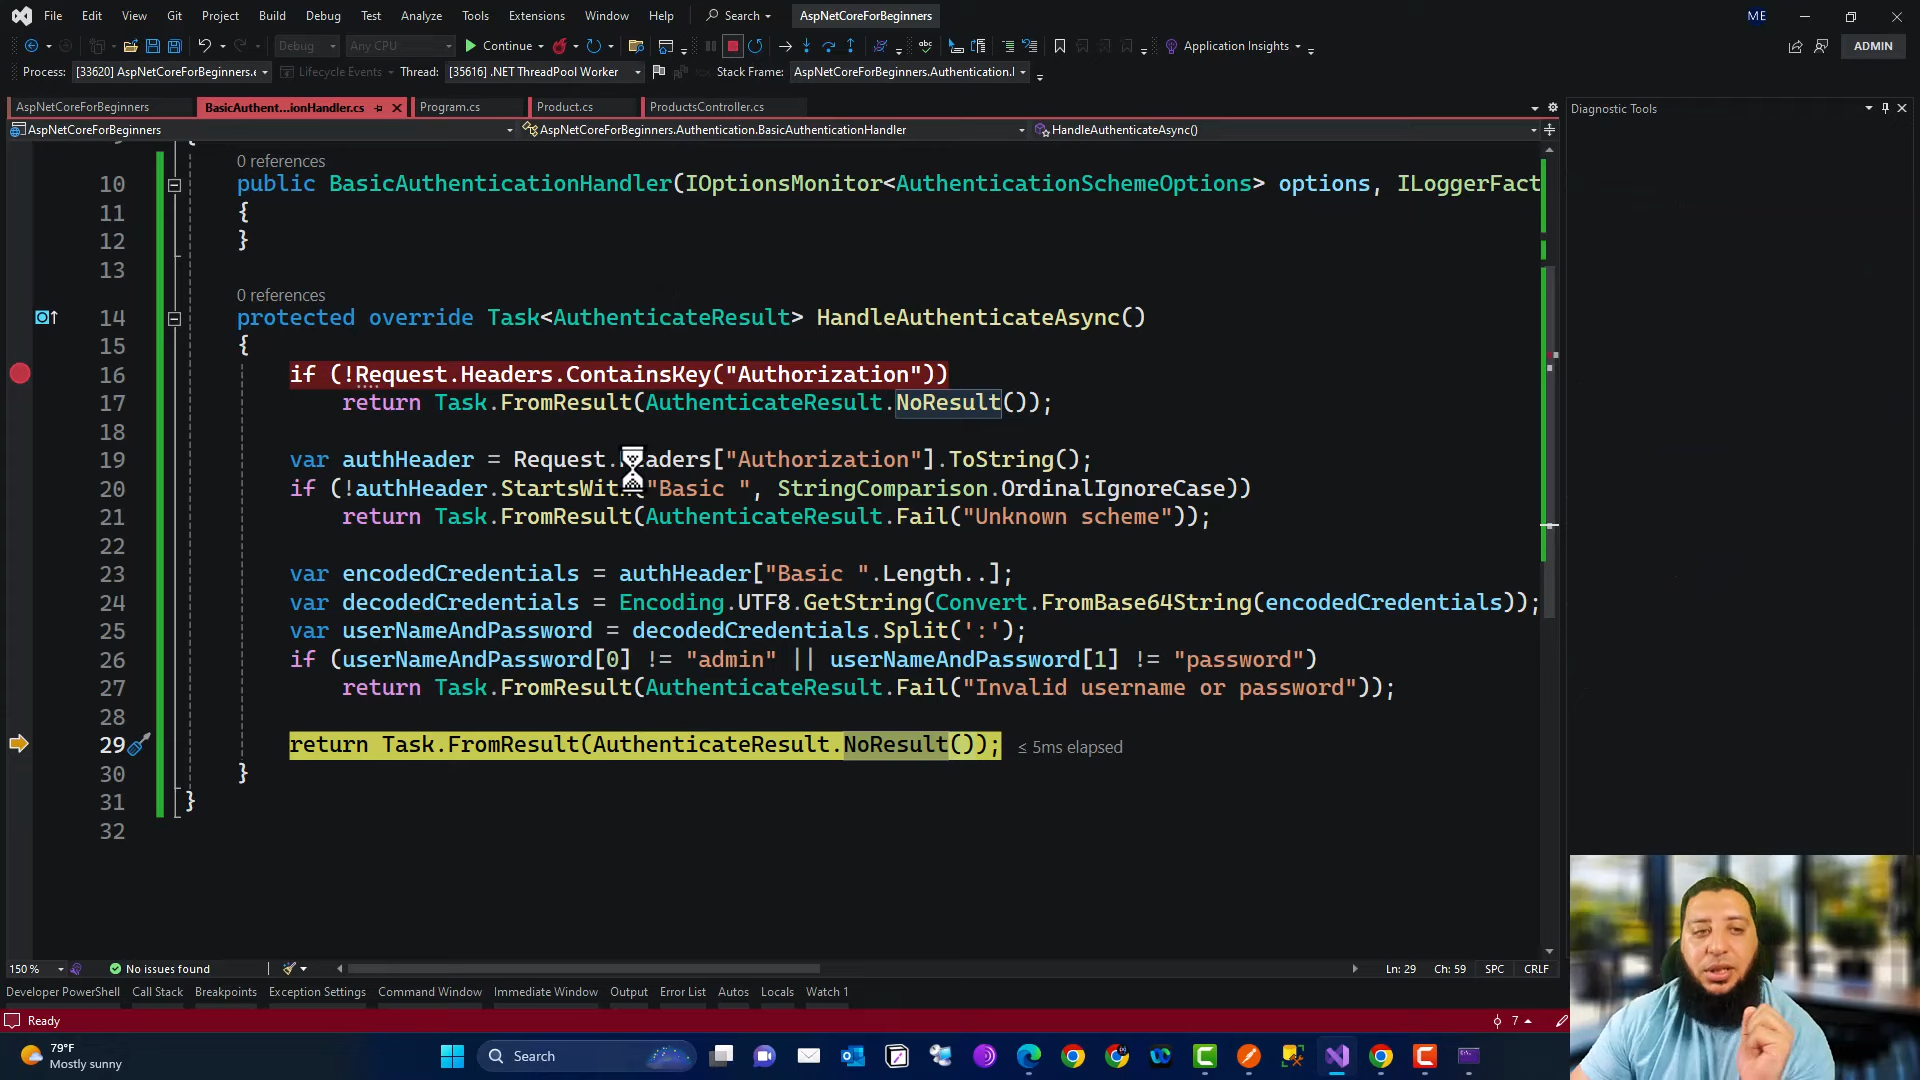 File Edit View Git Project Build Debug Test Analyze Tools Extensions Window Help Search AspNetCoreForBeginners ME
Debug Any CPU Continue abc Application Insights ADMIN
Process: [33620] AspNetCoreForBeginners.e Lifecycle Events Thread: [35616] .NET ThreadPool Worker Stack Frame: AspNetCoreForBeginners.Authentication.I
AspNetCoreForBeginners BasicAuthent...ionHandler.cs Program.cs Product.cs ProductsController.cs Diagnostic Tools
AspNetCoreForBeginners AspNetCoreForBeginners.Authentication.BasicAuthenticationHandler HandleAuthenticateAsync()
0 references
10 public BasicAuthenticationHandler(IOptionsMonitor<AuthenticationSchemeOptions> options, ILoggerFact
11 {
12 }
13
0 references
14 protected override Task<AuthenticateResult> HandleAuthenticateAsync()
15 {
16 if (!Request.Headers.ContainsKey("Authorization"))
17 return Task.FromResult(AuthenticateResult.NoResult());
18
19 var authHeader = Request.Headers["Authorization"].ToString();
20 if (!authHeader.StartsWith("Basic ", StringComparison.OrdinalIgnoreCase))
21 return Task.FromResult(AuthenticateResult.Fail("Unknown scheme"));
22
23 var encodedCredentials = authHeader["Basic ".Length..];
24 var decodedCredentials = Encoding.UTF8.GetString(Convert.FromBase64String(encodedCredentials));
25 var userNameAndPassword = decodedCredentials.Split(':');
26 if (userNameAndPassword[0] != "admin" || userNameAndPassword[1] != "password")
27 return Task.FromResult(AuthenticateResult.Fail("Invalid username or password"));
28
29 return Task.FromResult(AuthenticateResult.NoResult()); ≤ 5ms elapsed
30 }
31 }
32
150 % No issues found Ln: 29 Ch: 59 SPC CRLF
Developer PowerShell Call Stack Breakpoints Exception Settings Command Window Immediate Window Output Error List Autos Locals Watch 1
Ready 7
79°F
Mostly sunny
Search